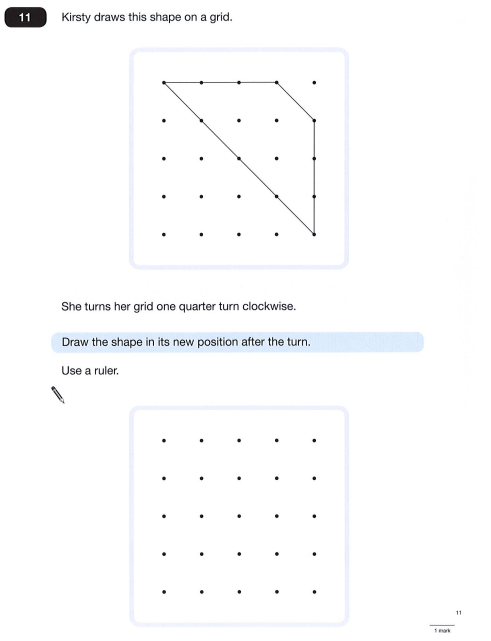 11
Kirsty draws this shape on a grid.
She turns her grid one quarter turn clockwise.
Draw the shape in its new position after the turn.
Use a ruler.
11
1 mark